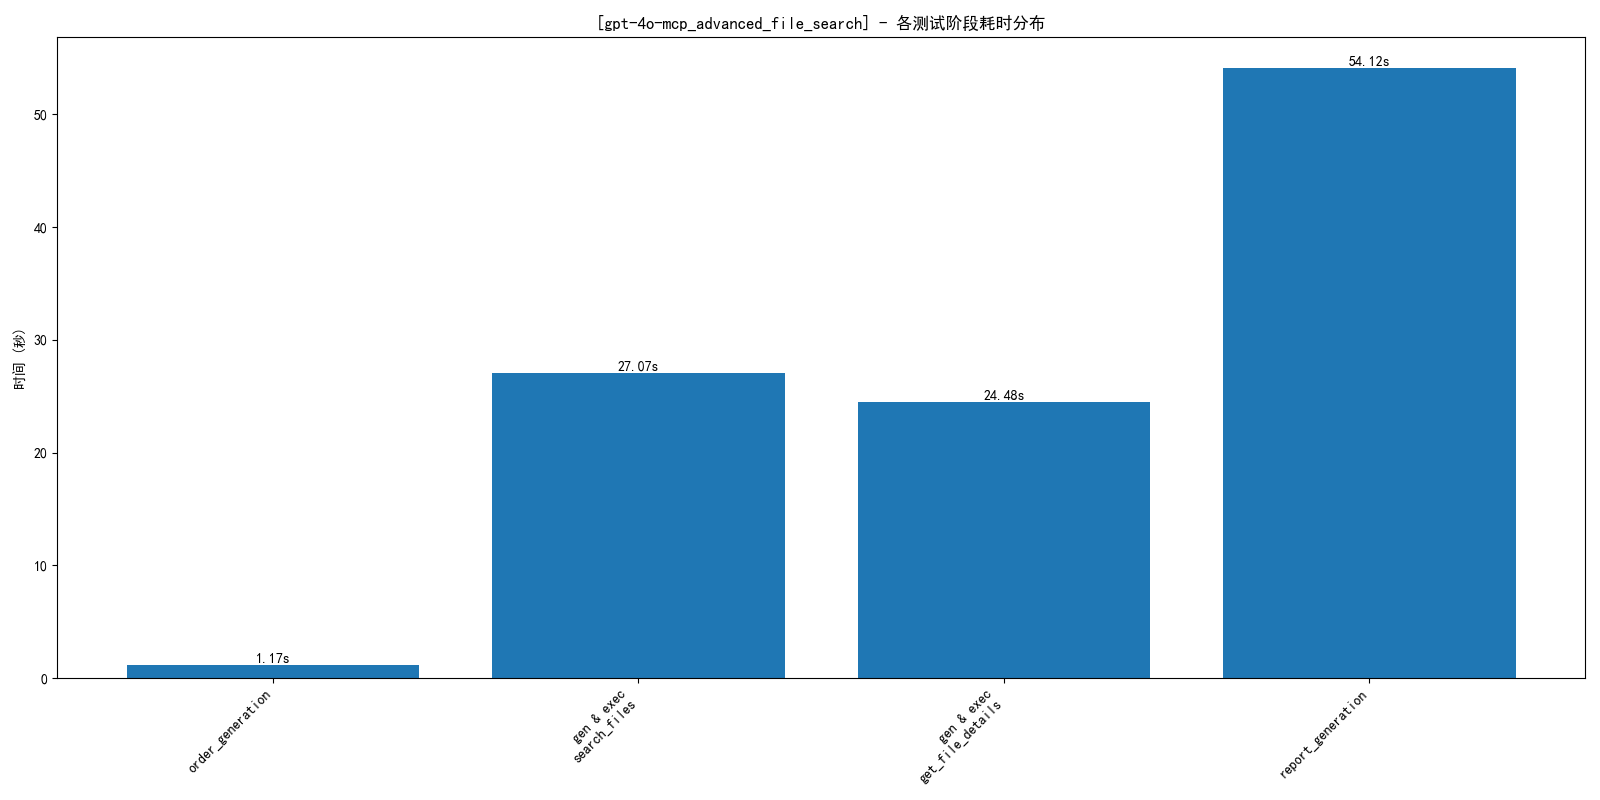 [gpt-4o-mcp_advanced_file_search] - 各测试阶段耗时分布
时间 (秒)
50
40
30
20
10
0
1.17s
27.07s
24.48s
54.12s
order_generation
gen & exec
search_files
gen & exec
get_file_details
report_generation